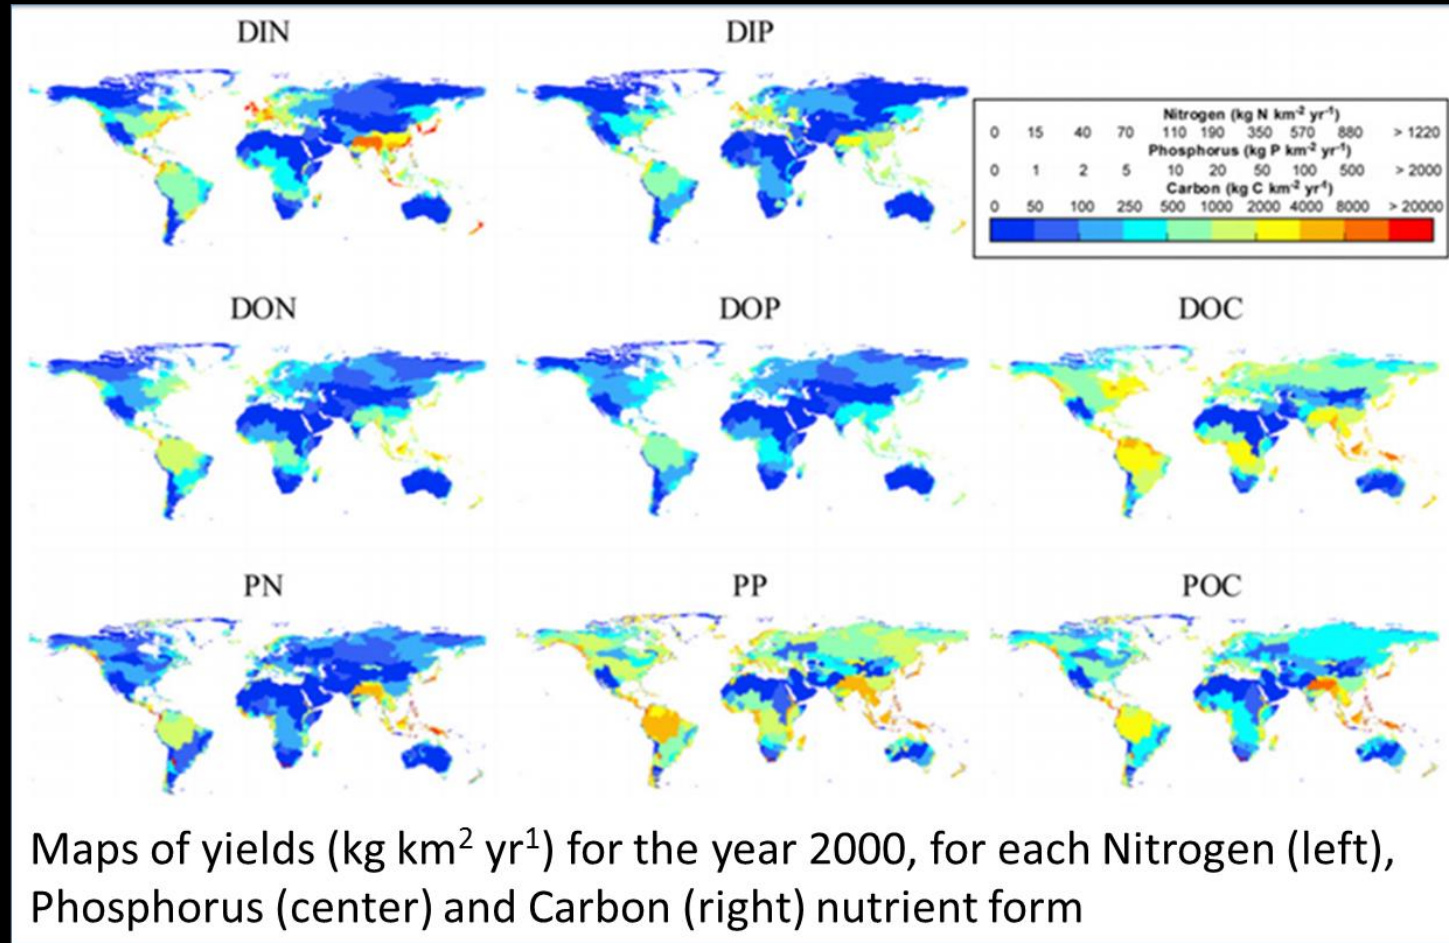 DIN
DIP
Nitrogen (kg N km⁻² yr⁻¹)
0 15 40 70 110 190 350 570 880 > 1220
Phosphorus (kg P km⁻² yr⁻¹)
0 1 2 5 10 20 50 100 500 > 2000
Carbon (kg C km⁻² yr⁻¹)
0 50 100 250 500 1000 2000 4000 8000 > 20000
DON
DOP
DOC
PN
PP
POC
Maps of yields (kg km² yr¹) for the year 2000, for each Nitrogen (left),
Phosphorus (center) and Carbon (right) nutrient form